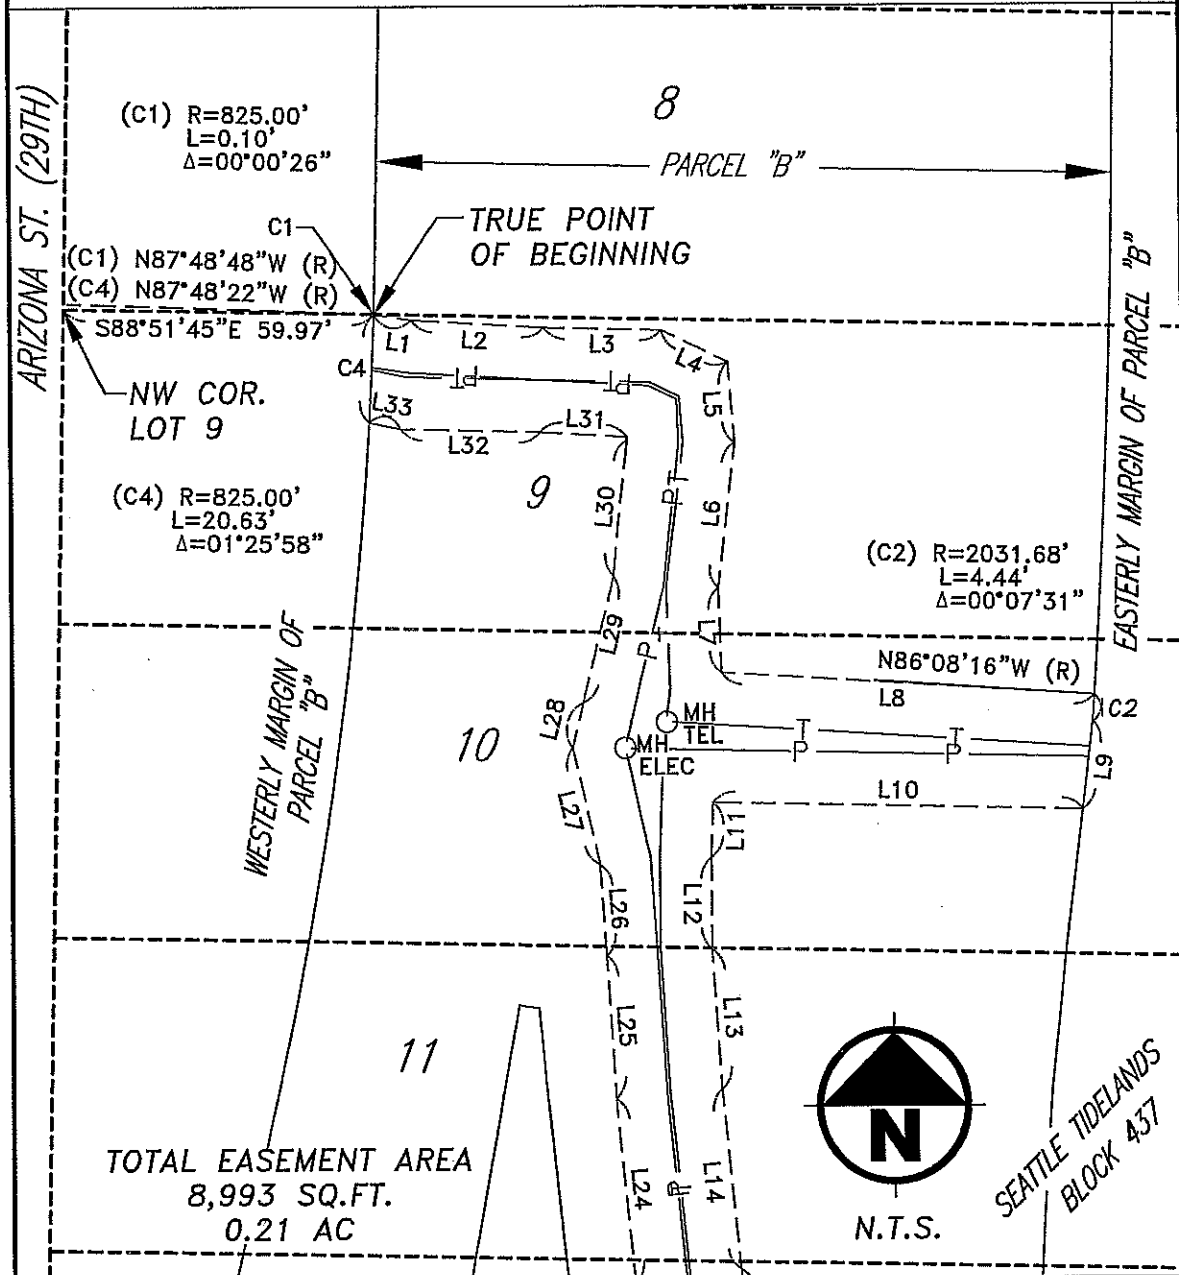 8
(C1) R=825.00'
L=0.10'
Δ=00°00'26"
PARCEL "B"
ARIZONA ST. (29TH)
C1
TRUE POINT
OF BEGINNING
(C1) N87°48'48"W (R)
(C4) N87°48'22"W (R)
S88°51'45"E 59.97'
L1
L2
L3
L4
EASTERLY MARGIN OF PARCEL "B"
C4
PT
PT
L5
NW COR.
LOT 9
L33
L32
L31
9
L30
PT
L6
(C4) R=825.00'
L=20.63'
Δ=01°25'58"
(C2) R=2031.68'
L=4.44'
Δ=00°07'31"
WESTERLY MARGIN OF
PARCEL "B"
L29
P
L7
N86°08'16"W (R)
L8
C2
L28
10
MH
TEL
T
T
MH
ELEC
P
P
L9
L10
L27
L11
L26
L12
L25
L13
11
N
N.T.S.
SEATTLE TIDELANDS
BLOCK 437
TOTAL EASEMENT AREA
8,993 SQ.FT.
0.21 AC
L24
P
L14